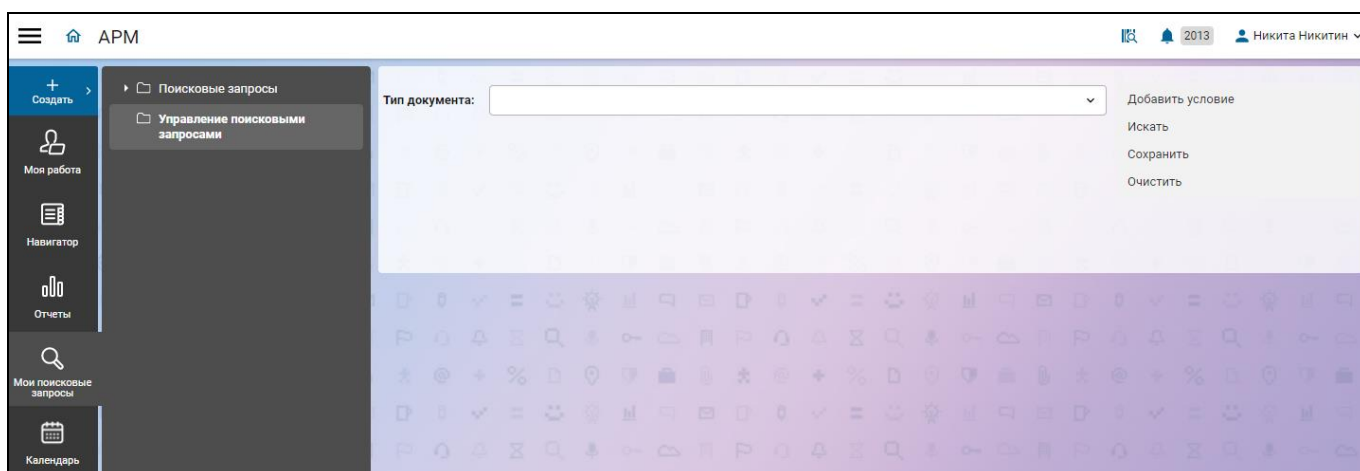 АРМ
2013
Никита Никитин
Создать
Моя работа
Навигатор
Отчеты
Мои поисковые
запросы
Календарь
Поисковые запросы
Управление поисковыми
запросами
Тип документа:
Добавить условие
Искать
Сохранить
Очистить